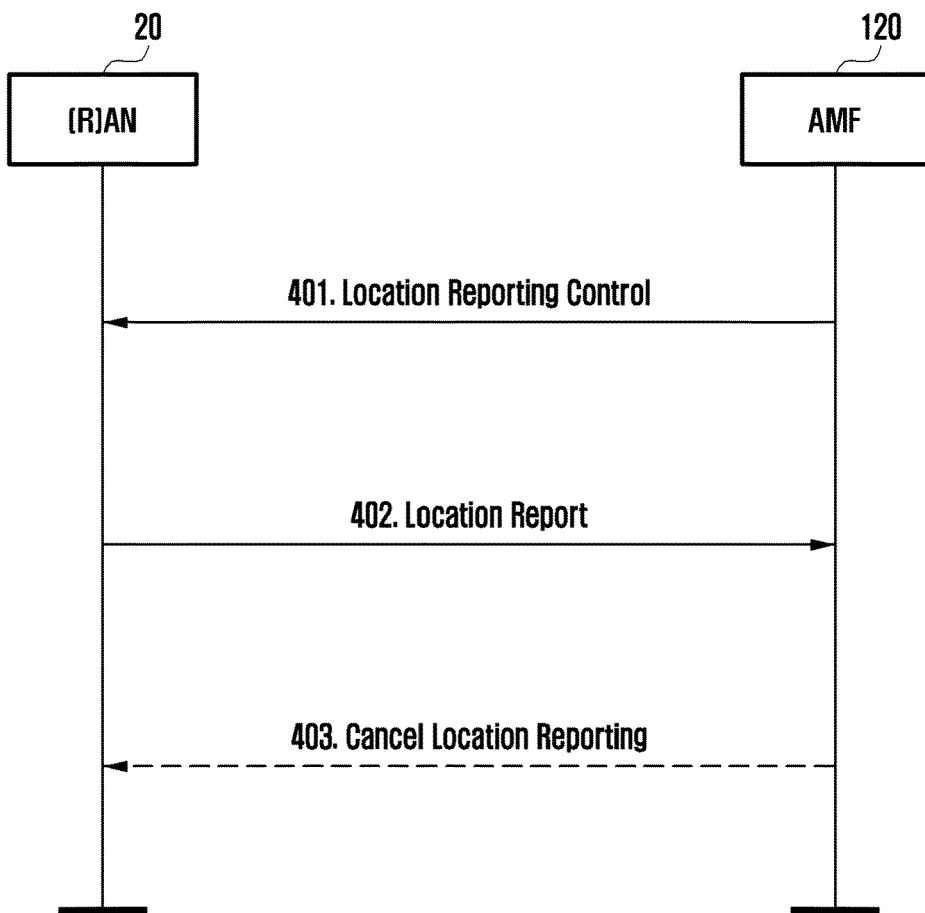 20
120
(R)AN
AMF
401. Location Reporting Control
402. Location Report
403. Cancel Location Reporting